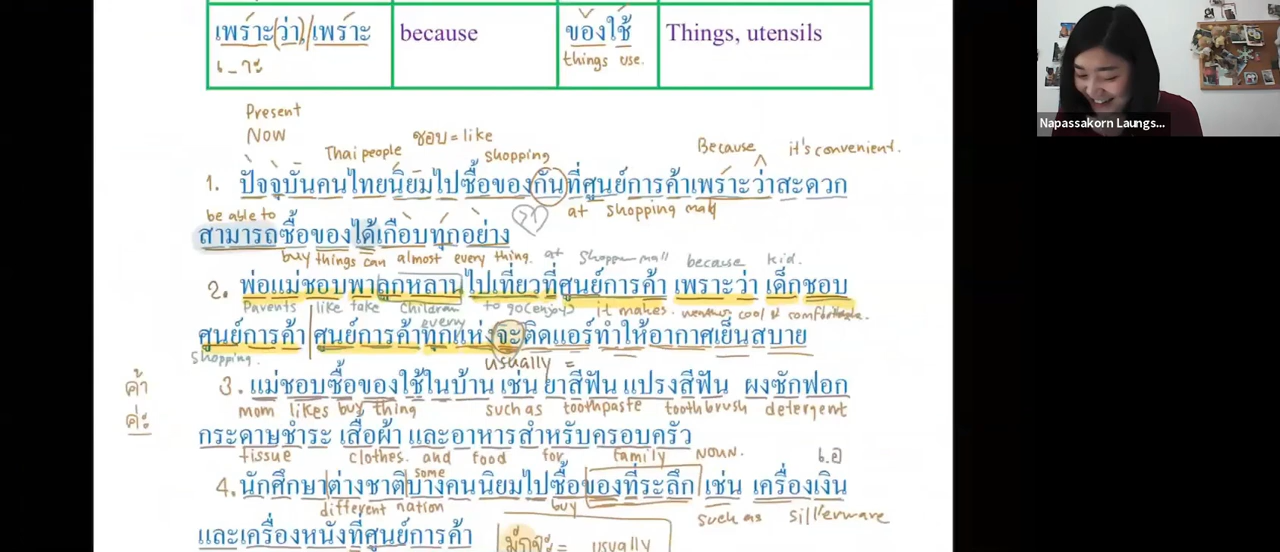 เพราะ(ว่า)/เพราะ because ของใช้ Things, utensils
เ-าะ things use.
Napassakorn Laungs...
Present
Now ชอบ = like
Thai people shopping Because it's convenient.
1. ปัจจุบันคนไทยนิยมไปซื้อของกันที่ศูนย์การค้าเพราะว่าสะดวก
be able to at shopping mall
สามารถซื้อของได้เกือบทุกอย่าง
buy things can almost every thing. at because kid.
2. พ่อแม่ชอบพาลูกหลานไปเที่ยวที่ศูนย์การค้า เพราะว่า เด็กชอบ
Parents like take children to go(enjoy) it makes. weather cool & comfortable.
every
ศูนย์การค้า ศูนย์การค้าทุกแห่งจะติดแอร์ทำให้อากาศเย็นสบาย
shopping. usually =
ค้า 3. แม่ชอบซื้อของใช้ในบ้าน เช่น ยาสีฟัน แปรงสีฟัน ผงซักฟอก
ค่ะ mom likes buy thing such as toothpaste toothbrush detergent
กระดาษชำระ เสื้อผ้า และอาหารสำหรับครอบครัว
tissue clothes. and food for family NOUN.
some
4. นักศึกษาต่างชาติบางคนนิยมไปซื้อของที่ระลึก เช่น เครื่องเงิน
different nation buy such as sillerware
และเครื่องหนังที่ศูนย์การค้า มักจะ = usually